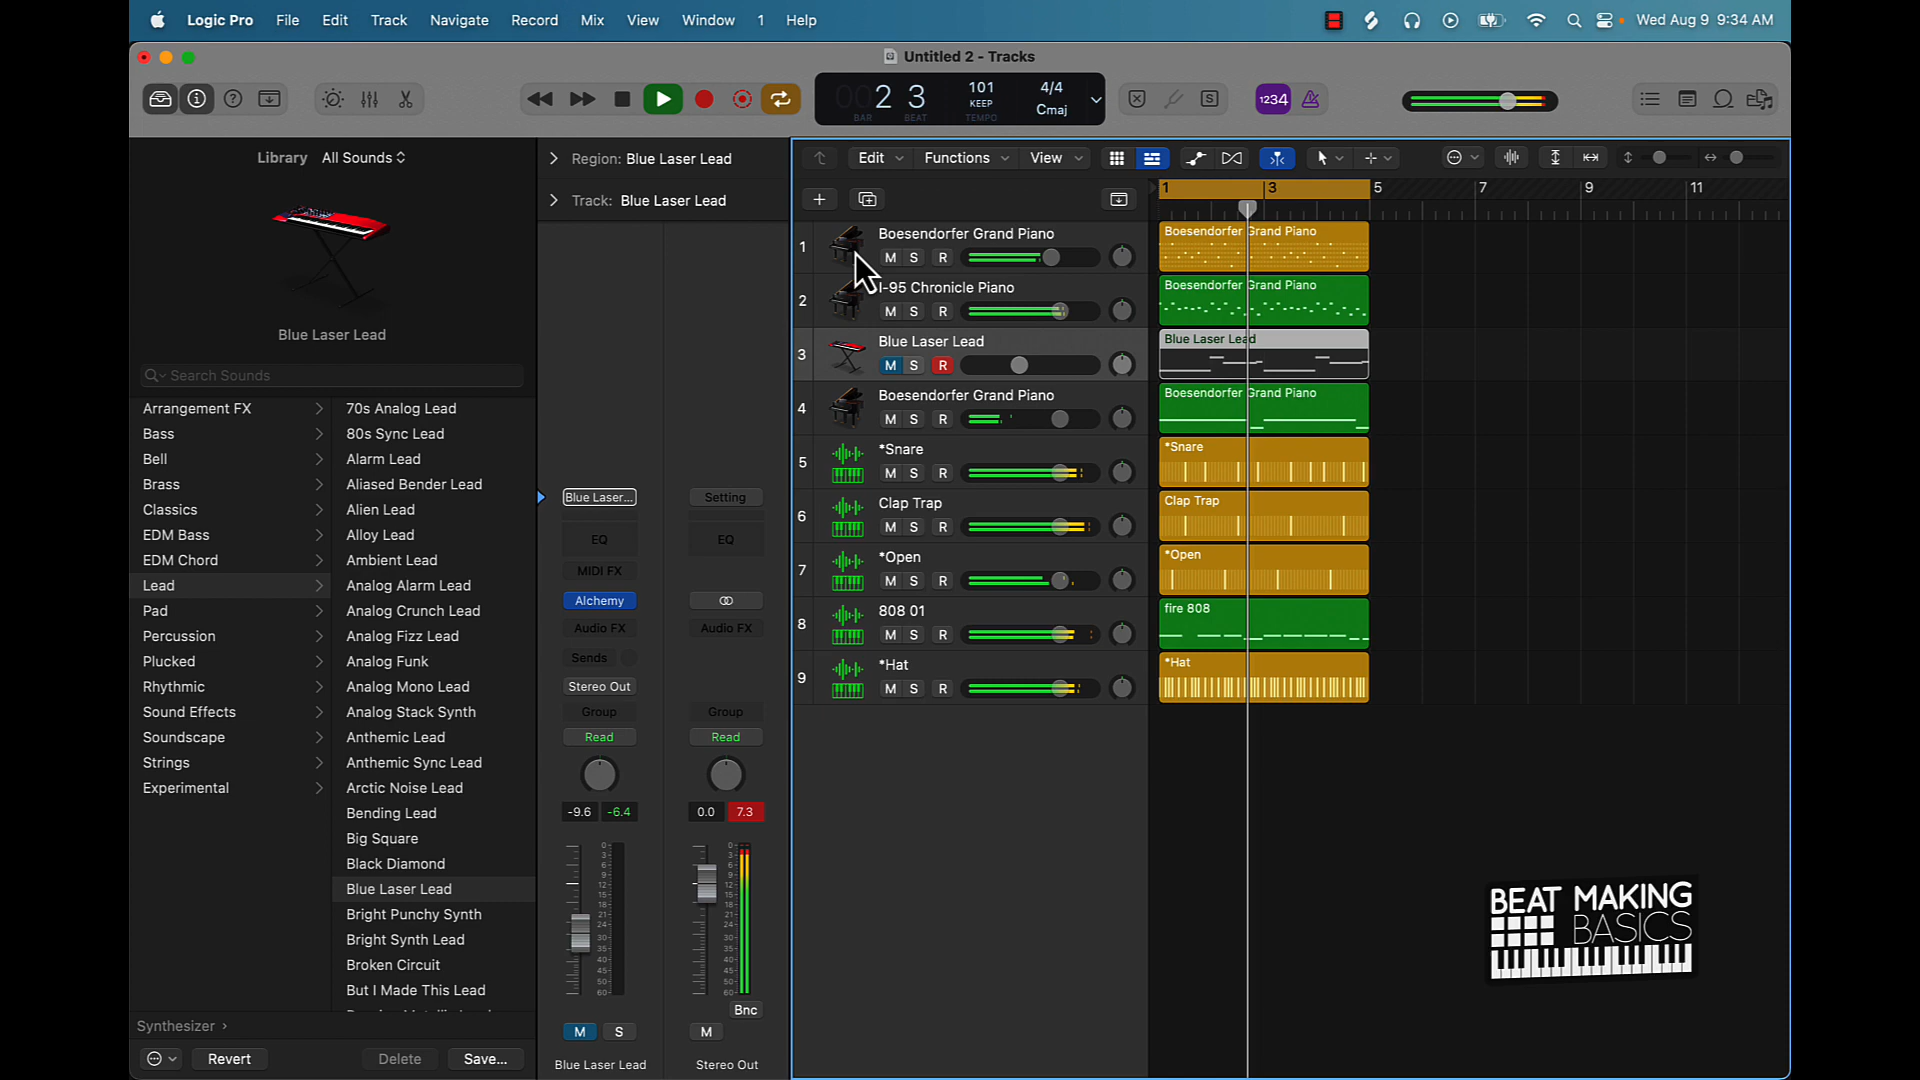 Logic Pro File Edit Track Navigate Record Mix View Window 1 Help Wed Aug 9 9:34 AM
Untitled 2 - Tracks
2 3 101 4/4
KEEP Cmaj
BAR BEAT TEMPO
1234
Library All Sounds
Blue Laser Lead
Search Sounds
Arrangement FX
Bass
Bell
Brass
Classics
EDM Bass
EDM Chord
Lead
Pad
Percussion
Plucked
Rhythmic
Sound Effects
Soundscape
Strings
Experimental
70s Analog Lead
80s Sync Lead
Alarm Lead
Aliased Bender Lead
Alien Lead
Alloy Lead
Ambient Lead
Analog Alarm Lead
Analog Crunch Lead
Analog Fizz Lead
Analog Funk
Analog Mono Lead
Analog Stack Synth
Anthemic Lead
Anthemic Sync Lead
Arctic Noise Lead
Bending Lead
Big Square
Black Diamond
Blue Laser Lead
Bright Punchy Synth
Bright Synth Lead
Broken Circuit
But I Made This Lead
Synthesizer
Revert Delete Save...
Region: Blue Laser Lead
Track: Blue Laser Lead
Blue Laser... Setting
EQ EQ
MIDI FX
Alchemy
Audio FX Audio FX
Sends
Stereo Out
Group Group
Read Read
-9.6 -6.4 0.0 7.3
Bnc
M S M
Blue Laser Lead Stereo Out
Edit Functions View
1 3 5 7 9 11
1 Boesendorfer Grand Piano
M S R
2 I-95 Chronicle Piano
M S R
3 Blue Laser Lead
M S R
4 Boesendorfer Grand Piano
M S R
5 *Snare
M S R
6 Clap Trap
M S R
7 *Open
M S R
8 808 01
M S R
9 *Hat
M S R
Boesendorfer Grand Piano
Boesendorfer Grand Piano
Blue Laser Lead
Boesendorfer Grand Piano
*Snare
Clap Trap
*Open
fire 808
*Hat
BEAT MAKING
BASICS